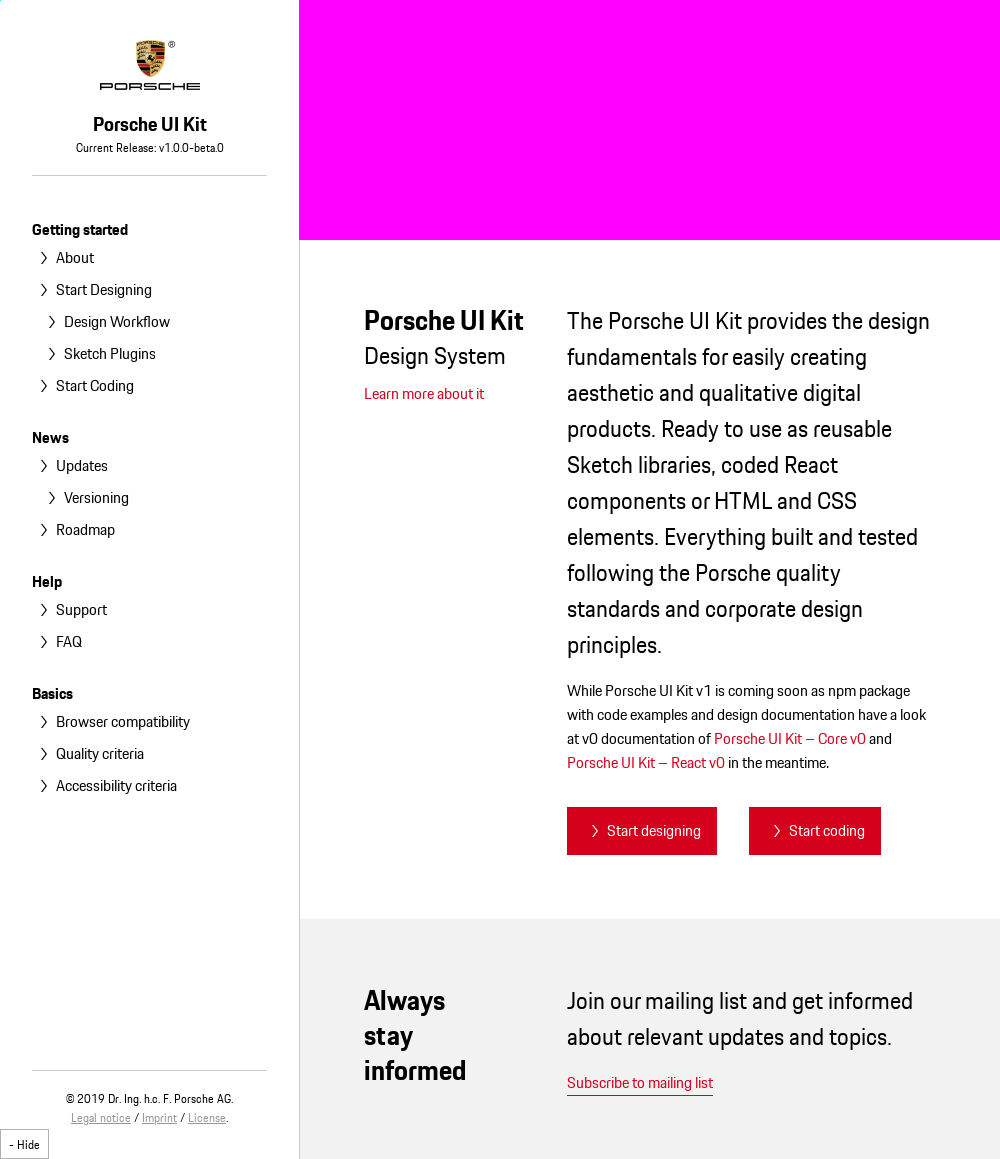 PORSCHE
®
Porsche UI Kit
Current Release: v1.0.0-beta.0
Getting started
About
Start Designing
Design Workflow
Sketch Plugins
Start Coding
News
Updates
Versioning
Roadmap
Help
Support
FAQ
Basics
Browser compatibility
Quality criteria
Accessibility criteria
© 2019 Dr. Ing. h.c. F. Porsche AG.
Legal notice / Imprint / License.
- Hide
Porsche UI Kit
Design System
Learn more about it
The Porsche UI Kit provides the design
fundamentals for easily creating
aesthetic and qualitative digital
products. Ready to use as reusable
Sketch libraries, coded React
components or HTML and CSS
elements. Everything built and tested
following the Porsche quality
standards and corporate design
principles.
While Porsche UI Kit v1 is coming soon as npm package
with code examples and design documentation have a look
at v0 documentation of Porsche UI Kit – Core v0 and
Porsche UI Kit – React v0 in the meantime.
Start designing
Start coding
Always
stay
informed
Join our mailing list and get informed
about relevant updates and topics.
Subscribe to mailing list